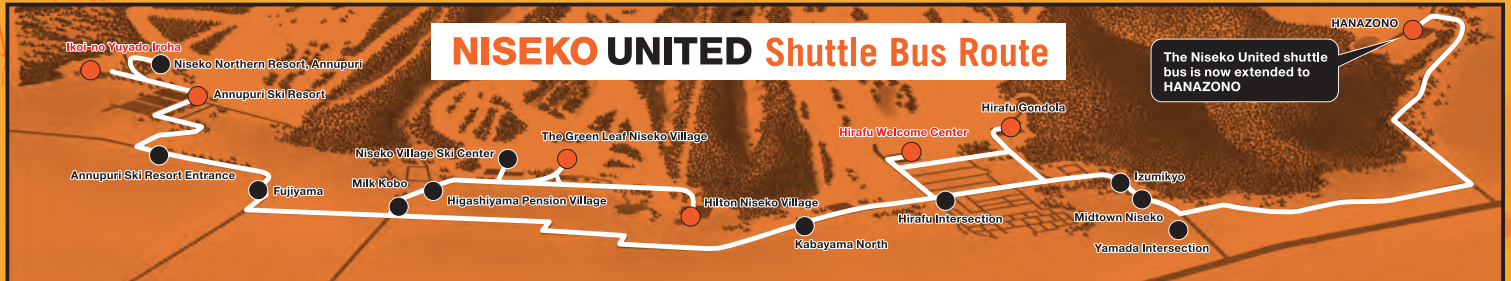 NISEKO UNITED Shuttle Bus Route
HANAZONO
The Niseko United shuttle
bus is now extended to
HANAZONO
Ikoi-no Yuyado Iroha
Niseko Northern Resort, Annupuri
Annupuri Ski Resort
Annupuri Ski Resort Entrance
Fujiyama
Milk Kobo
Higashiyama Pension Village
Niseko Village Ski Center
The Green Leaf Niseko Village
Hilton Niseko Village
Kabayama North
Hirafu Welcome Center
Hirafu Gondola
Hirafu Intersection
Izumikyo
Midtown Niseko
Yamada Intersection